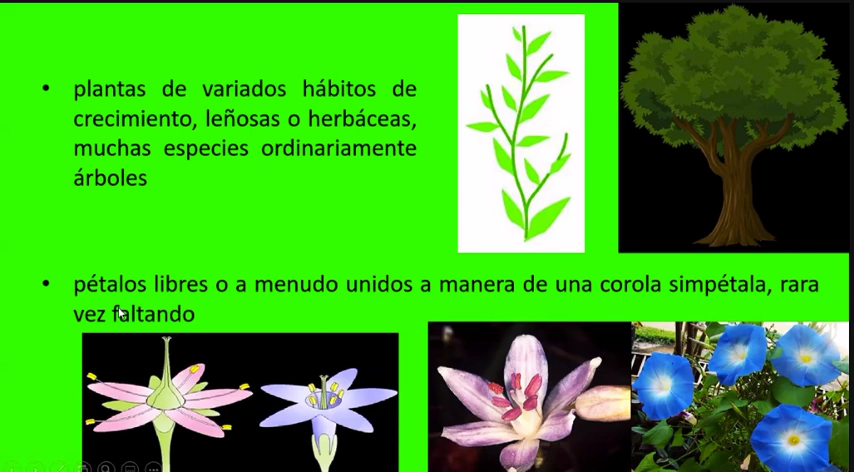 • plantas de variados hábitos de
crecimiento, leñosas o herbáceas,
muchas especies ordinariamente
árboles
• pétalos libres o a menudo unidos a manera de una corola simpétala, rara
vez faltando